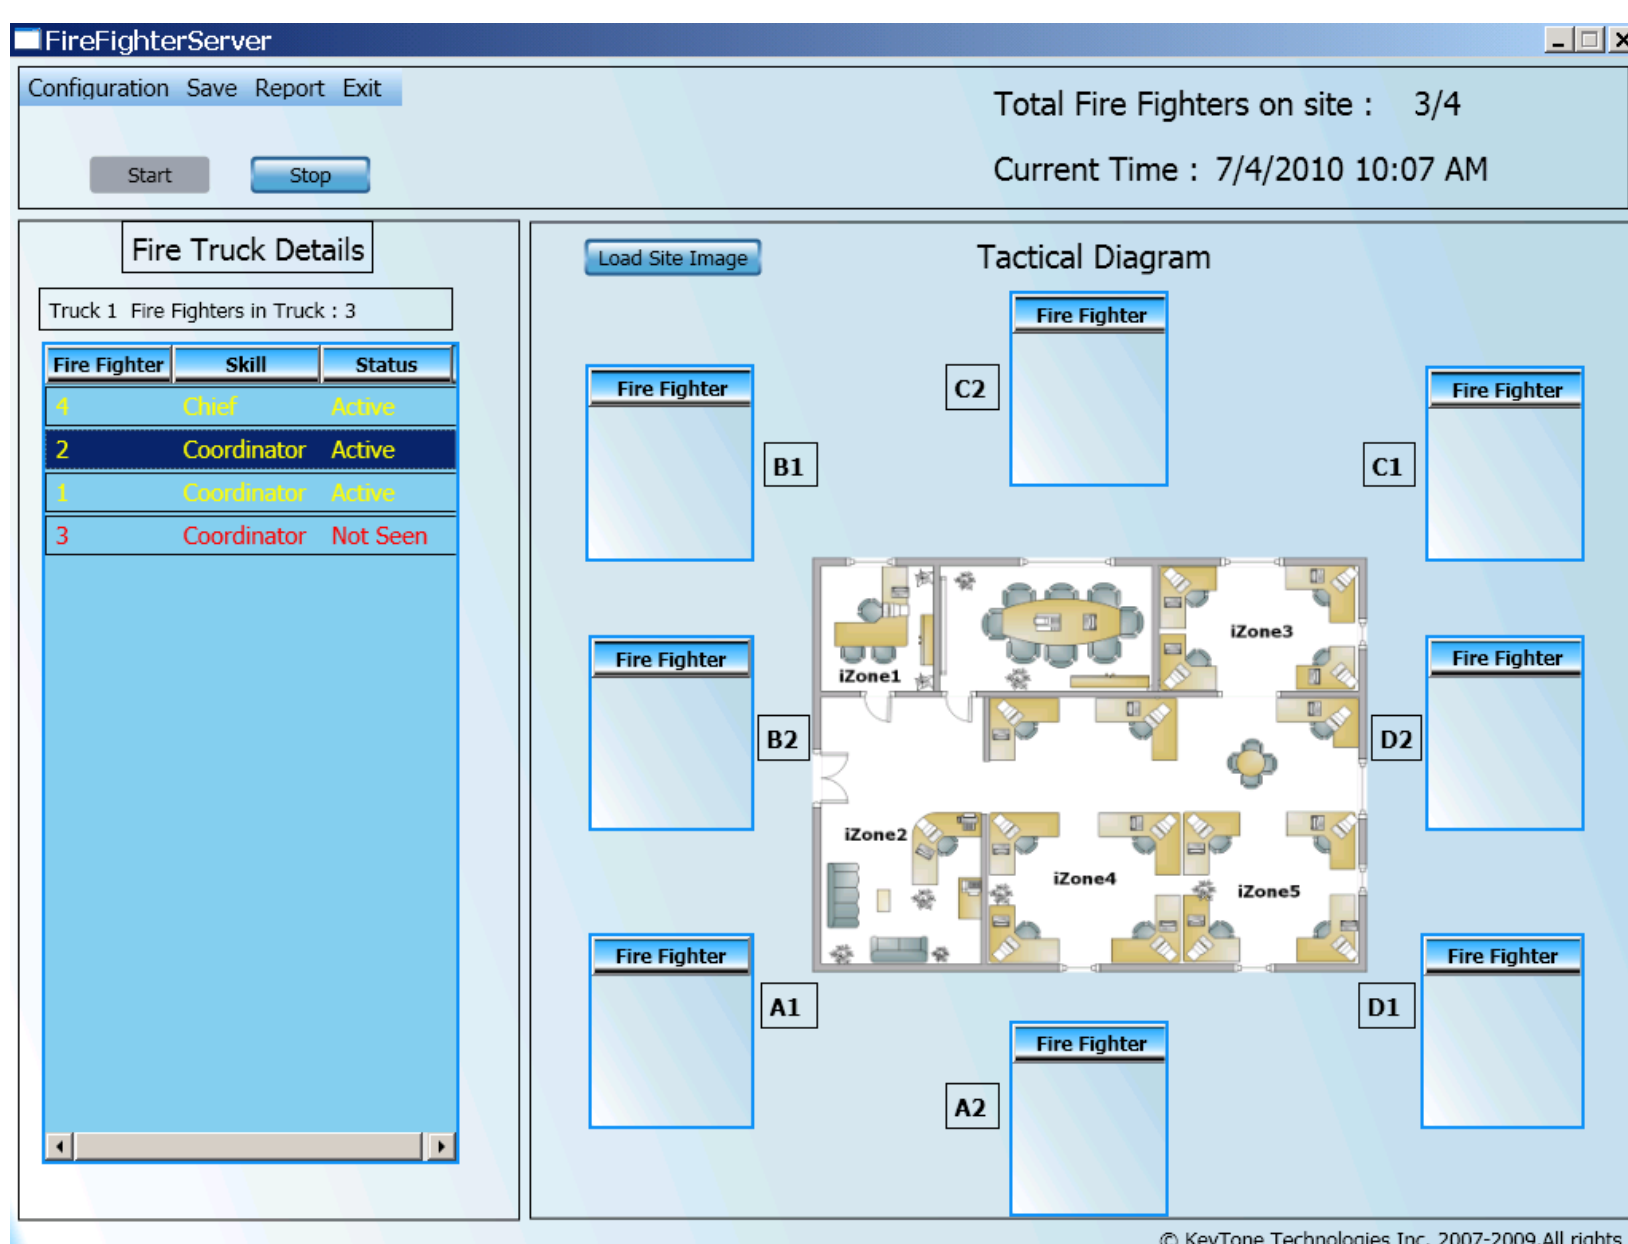 FireFighterServer
Configuration Save Report Exit
Total Fire Fighters on site : 3/4
Start Stop
Current Time : 7/4/2010 10:07 AM
Fire Truck Details
Truck 1 Fire Fighters in Truck : 3
Fire Fighter Skill Status
4 Chief Active
2 Coordinator Active
1 Coordinator Active
3 Coordinator Not Seen
Load Site Image
Tactical Diagram
Fire Fighter
C2
Fire Fighter
B1
Fire Fighter
C1
iZone3
iZone1
Fire Fighter
B2
Fire Fighter
D2
iZone2
iZone4
iZone5
Fire Fighter
A1
Fire Fighter
D1
Fire Fighter
A2
© KeyTone Technologies Inc. 2007-2009 All rights